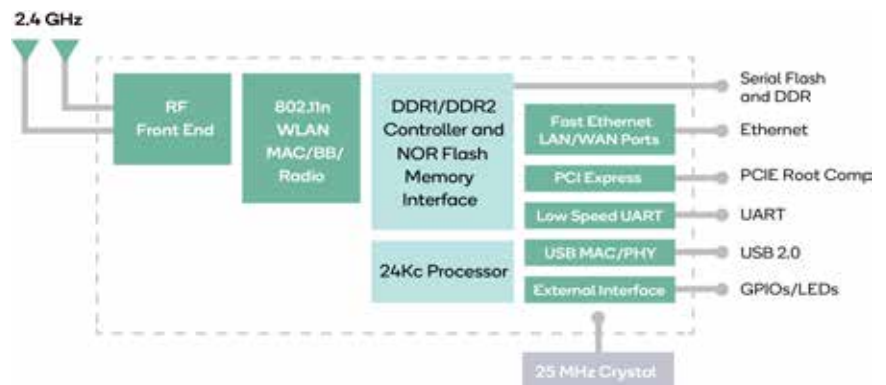 2.4 GHz
RF
Front End
802.11n
WLAN
MAC/BB/
Radio
DDR1/DDR2
Controller and
NOR Flash
Memory
Interface
24Kc Processor
Fast Ethernet
LAN/WAN Ports
PCI Express
Low Speed UART
USB MAC/PHY
External Interface
Serial Flash
and DDR
Ethernet
PCIE Root Comp
UART
USB 2.0
GPIOs/LEDs
25 MHz Crystal